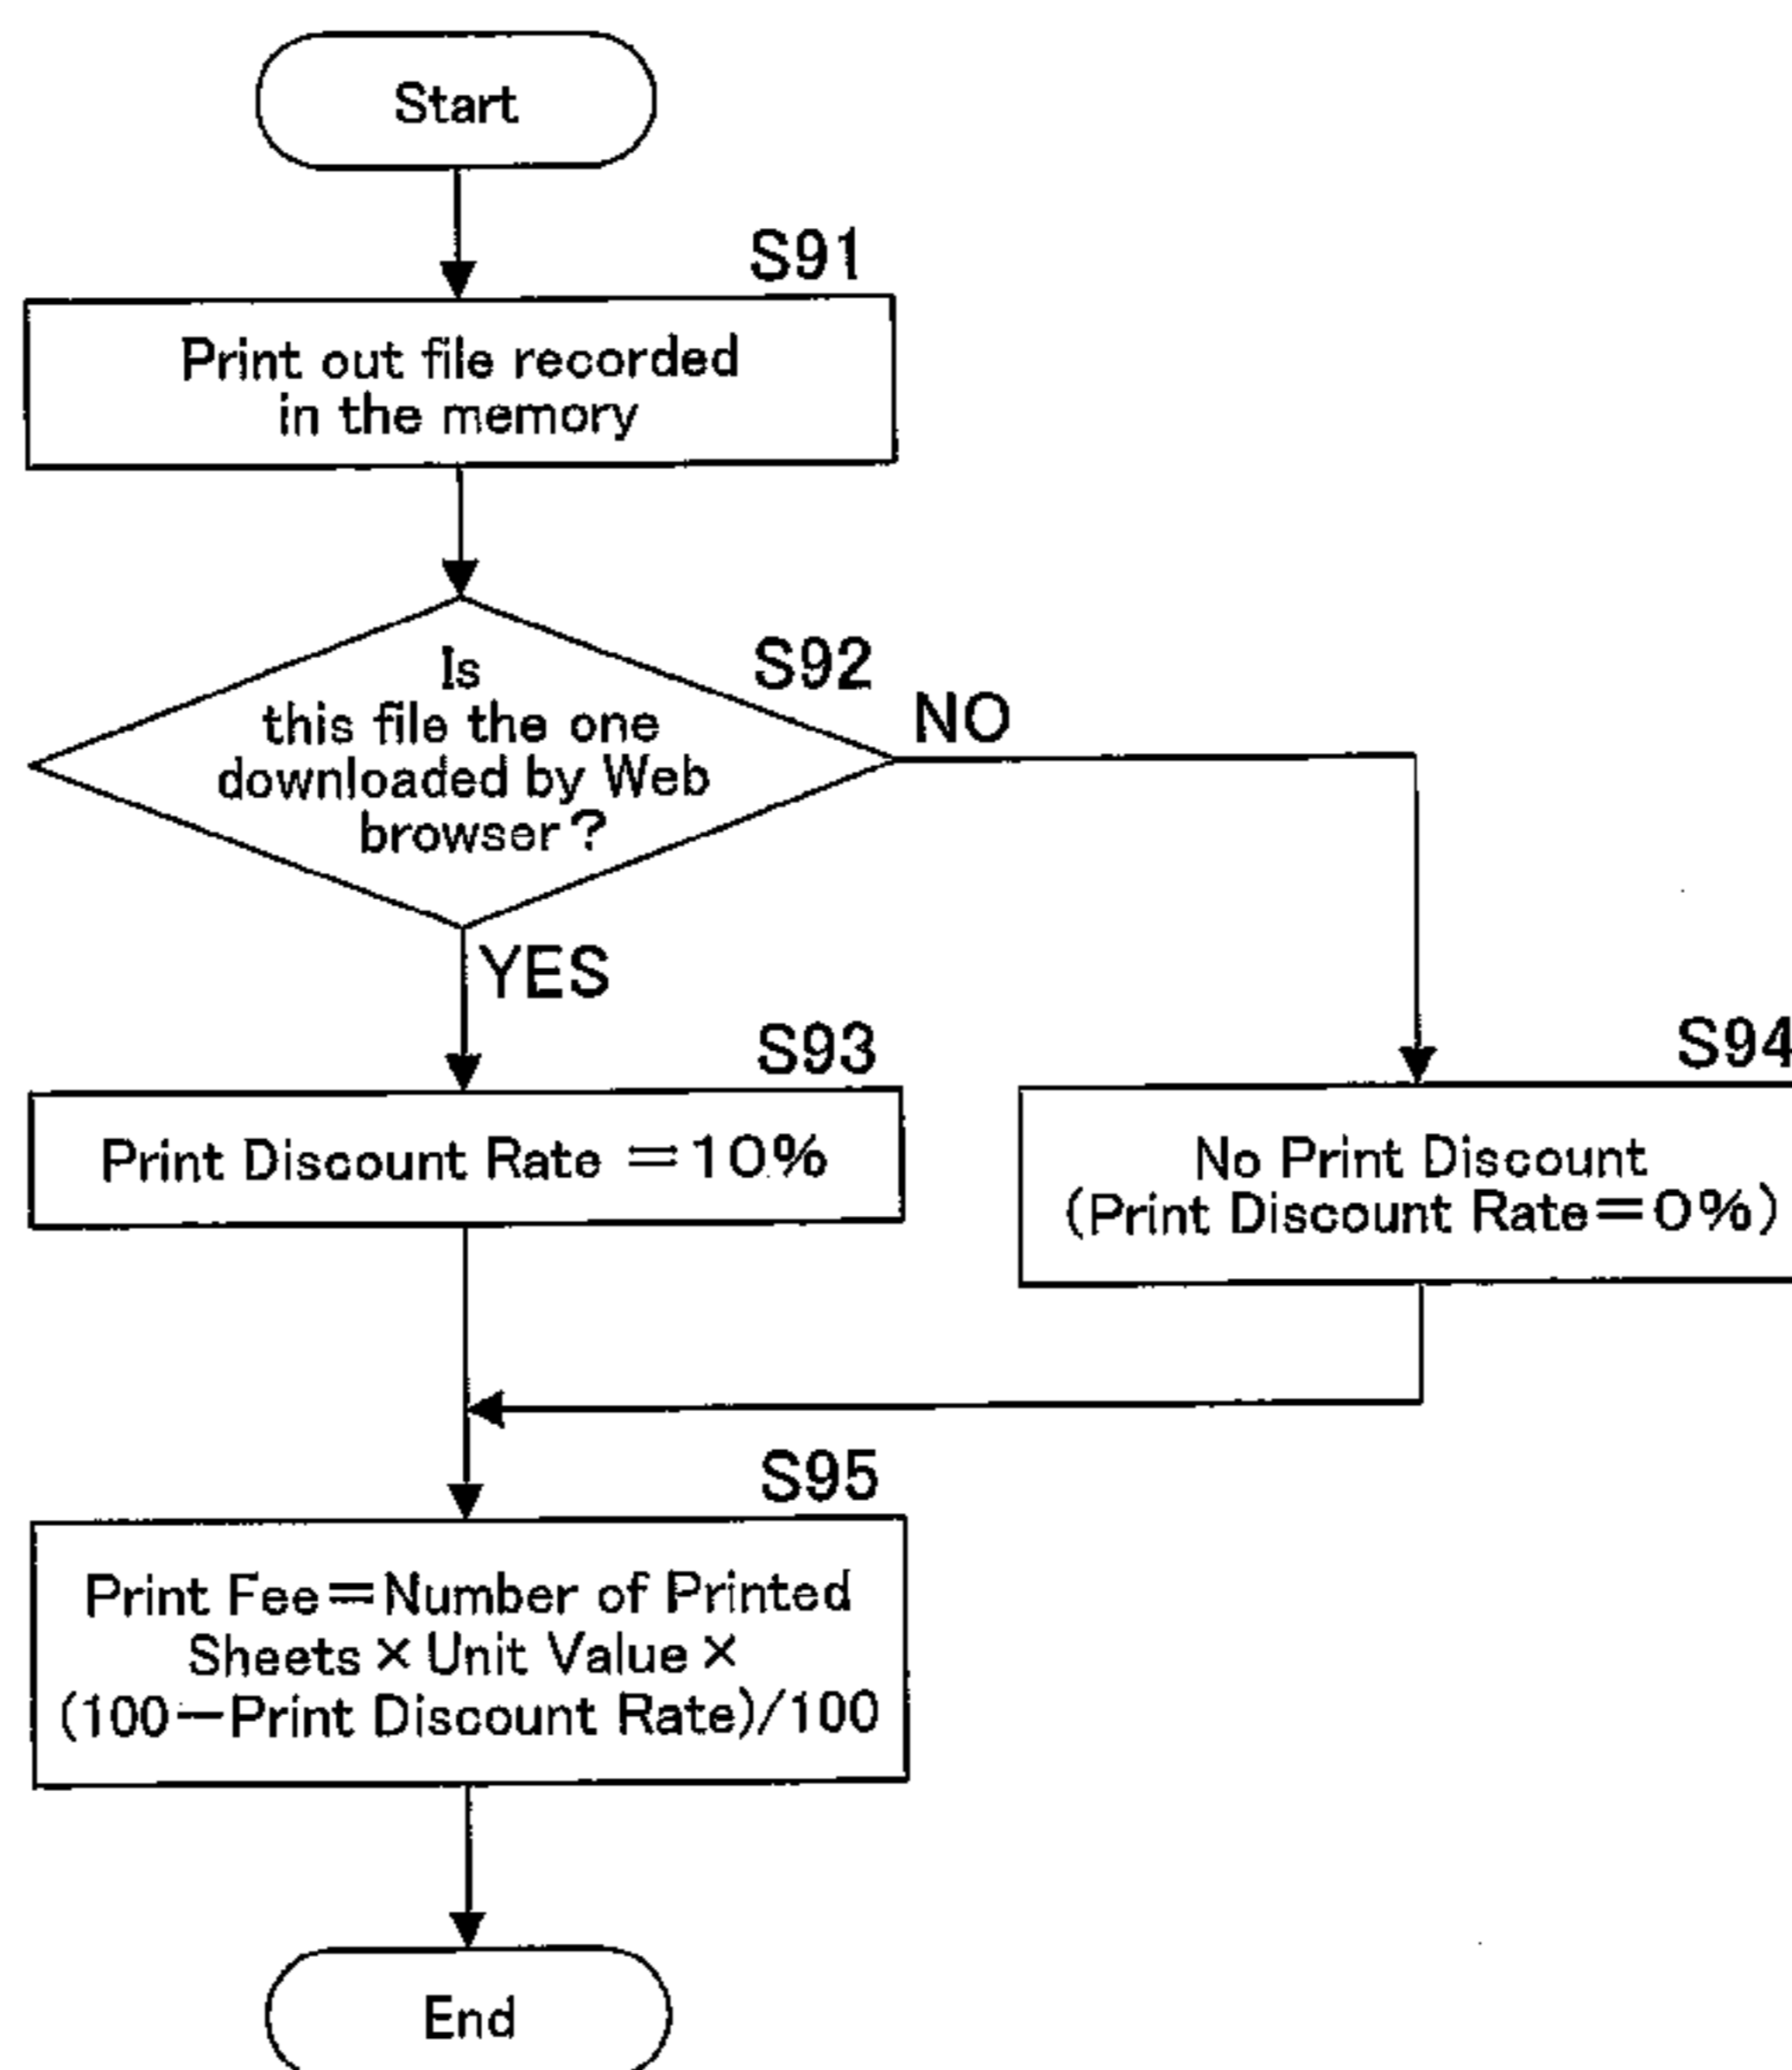 Start
S91
Print out file recorded
in the memory
S92
Is
this file the one
downloaded by Web
browser?
NO
YES
S93
Print Discount Rate =10%
S94
No Print Discount
(Print Discount Rate=0%)
S95
Print Fee=Number of Printed
Sheets × Unit Value ×
(100-Print Discount Rate)/100
End